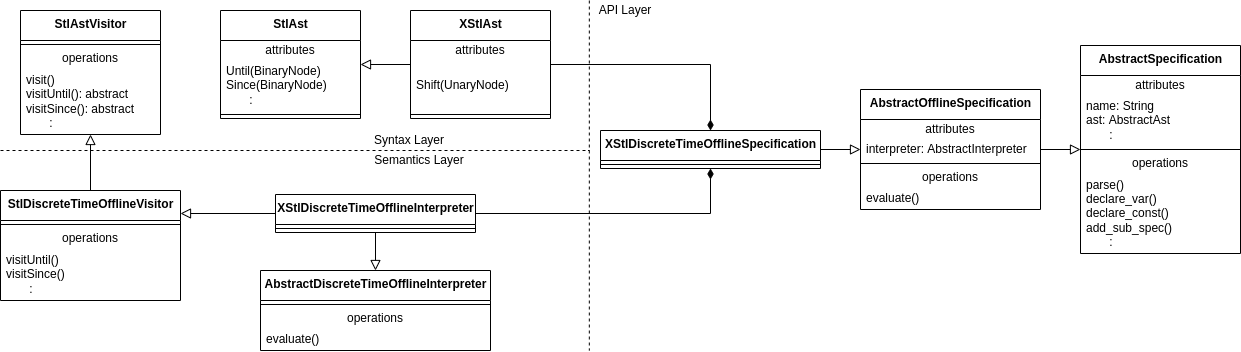 StlAstVisitor
operations
visit()
visitUntil(): abstract
visitSince(): abstract
:
StlAst
attributes
Until(BinaryNode)
Since(BinaryNode)
:
XStlAst
attributes
Shift(UnaryNode)
Syntax Layer
Semantics Layer
API Layer
StlDiscreteTimeOfflineVisitor
operations
visitUntil()
visitSince()
:
XStlDiscreteTimeOfflineInterpreter
AbstractDiscreteTimeOfflineInterpreter
operations
evaluate()
XStlDiscreteTimeOfflineSpecification
AbstractOfflineSpecification
attributes
interpreter: AbstractInterpreter
operations
evaluate()
AbstractSpecification
attributes
name: String
ast: AbstractAst
:
operations
parse()
declare_var()
declare_const()
add_sub_spec()
: